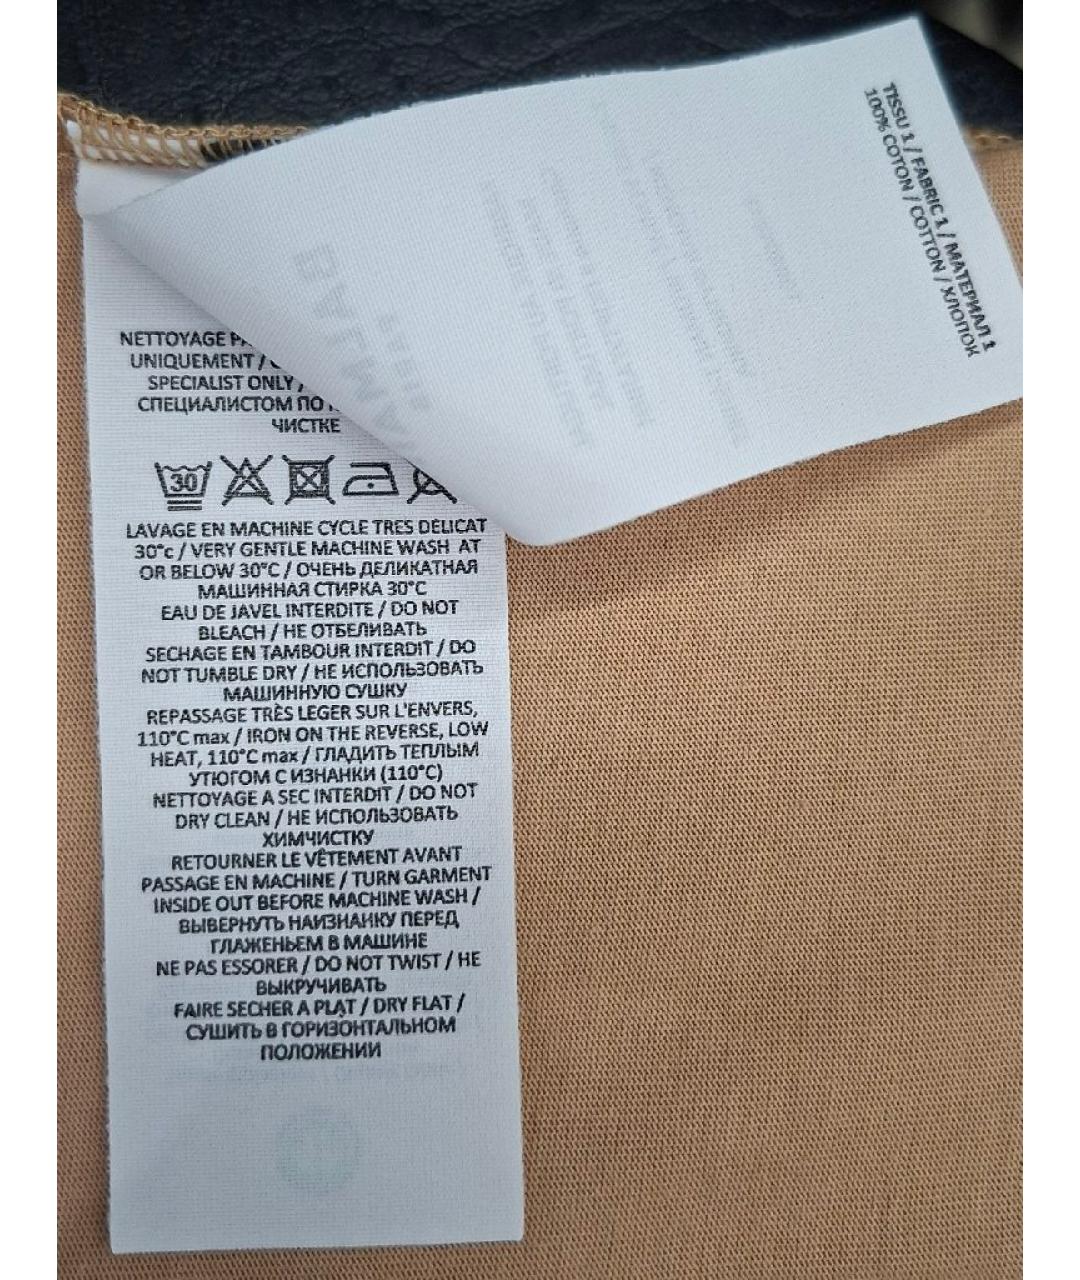 TISSU 1 / FABRIC 1 / МАТЕРИАЛ 1
100% COTON / COTTON / ХЛОПОК
NETTOYAGE
UNIQUEMENT /
SPECIALIST ONLY /
СПЕЦИАЛИСТОМ ПО
ЧИСТКЕ
30
LAVAGE EN MACHINE CYCLE TRES DELICAT
30°c / VERY GENTLE MACHINE WASH AT
OR BELOW 30°C / ОЧЕНЬ ДЕЛИКАТНАЯ
МАШИННАЯ СТИРКА 30°C
EAU DE JAVEL INTERDITE / DO NOT
BLEACH / НЕ ОТБЕЛИВАТЬ
SECHAGE EN TAMBOUR INTERDIT / DO
NOT TUMBLE DRY / НЕ ИСПОЛЬЗОВАТЬ
МАШИННУЮ СУШКУ
REPASSAGE TRÈS LEGER SUR L'ENVERS,
110°C max / IRON ON THE REVERSE, LOW
HEAT, 110°C max / ГЛАДИТЬ ТЕПЛЫМ
УТЮГОМ С ИЗНАНКИ (110°C)
NETTOYAGE A SEC INTERDIT / DO NOT
DRY CLEAN / НЕ ИСПОЛЬЗОВАТЬ
ХИМЧИСТКУ
RETOURNER LE VÊTEMENT AVANT
PASSAGE EN MACHINE / TURN GARMENT
INSIDE OUT BEFORE MACHINE WASH /
ВЫВЕРНУТЬ НАИЗНАНКУ ПЕРЕД
ГЛАЖЕНЬЕМ В МАШИНЕ
NE PAS ESSORER / DO NOT TWIST / НЕ
ВЫКРУЧИВАТЬ
FAIRE SECHER A PLAT / DRY FLAT /
СУШИТЬ В ГОРИЗОНТАЛЬНОМ
ПОЛОЖЕНИИ